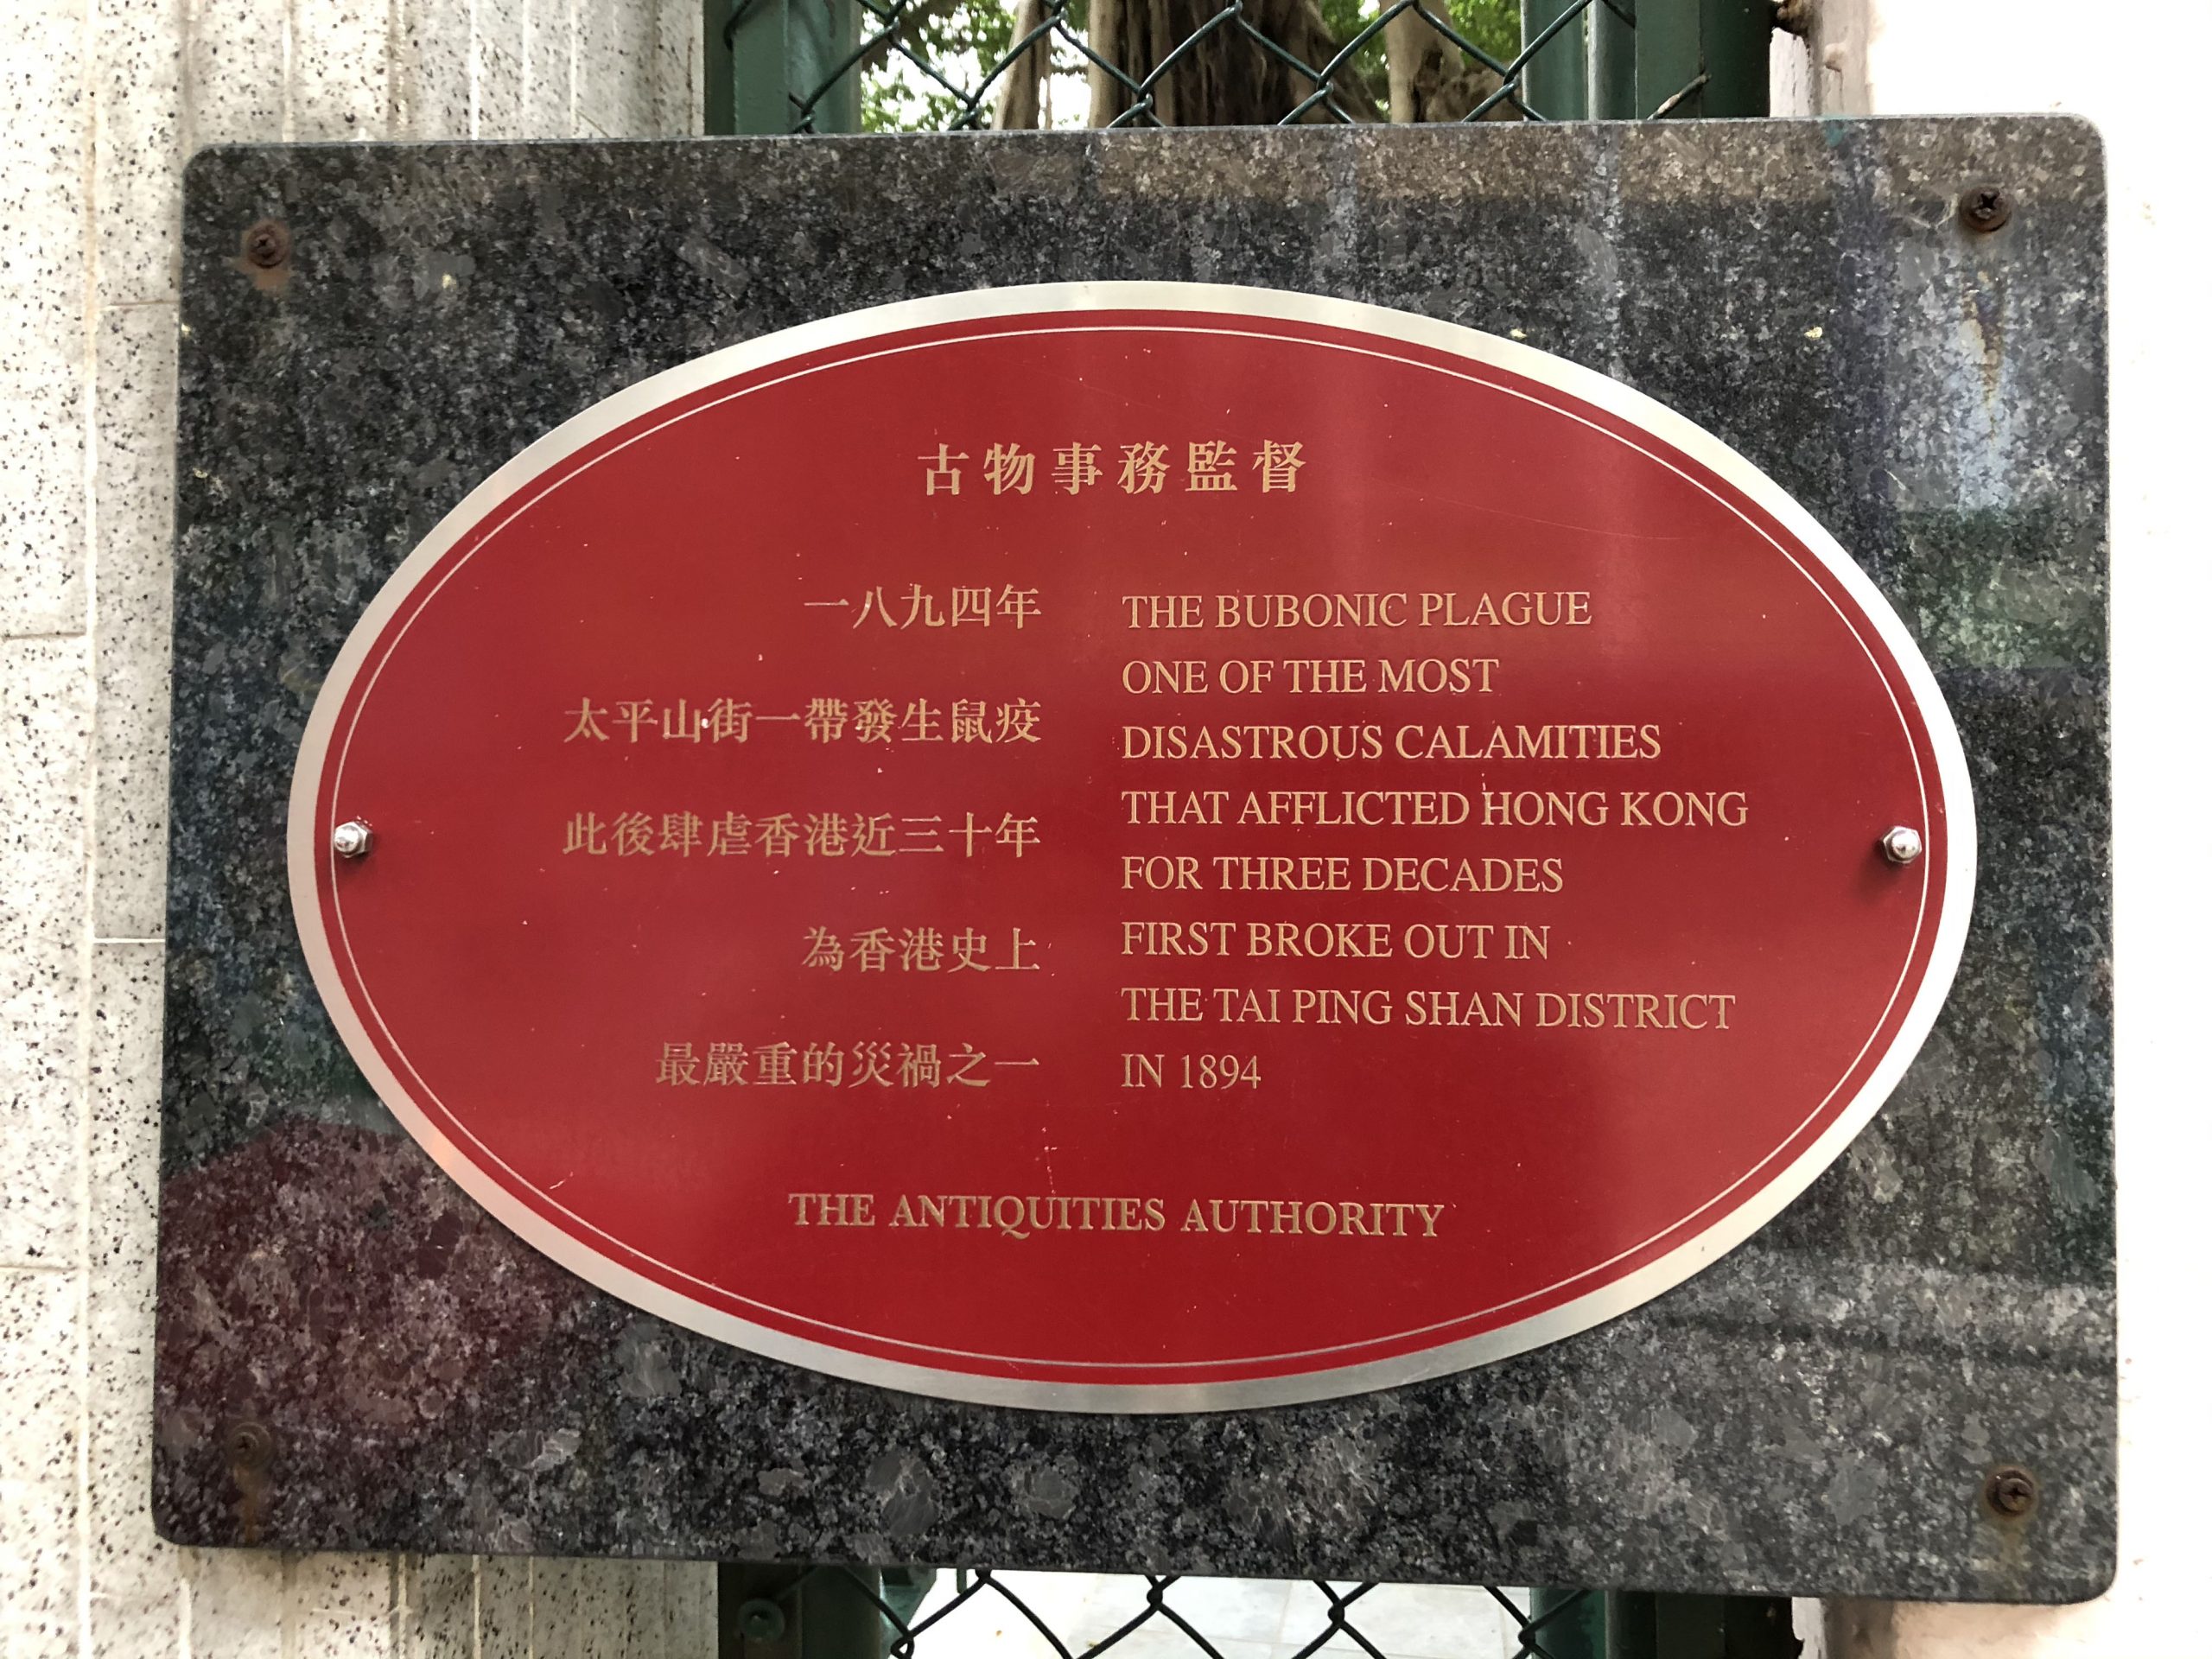 古物事務監督
一八九四年
太平山街一帶發生鼠疫
此後肆虐香港近三十年
為香港史上
最嚴重的災禍之一
THE BUBONIC PLAGUE
ONE OF THE MOST
DISASTROUS CALAMITIES
THAT AFFLICTED HONG KONG
FOR THREE DECADES
FIRST BROKE OUT IN
THE TAI PING SHAN DISTRICT
IN 1894
THE ANTIQUITIES AUTHORITY